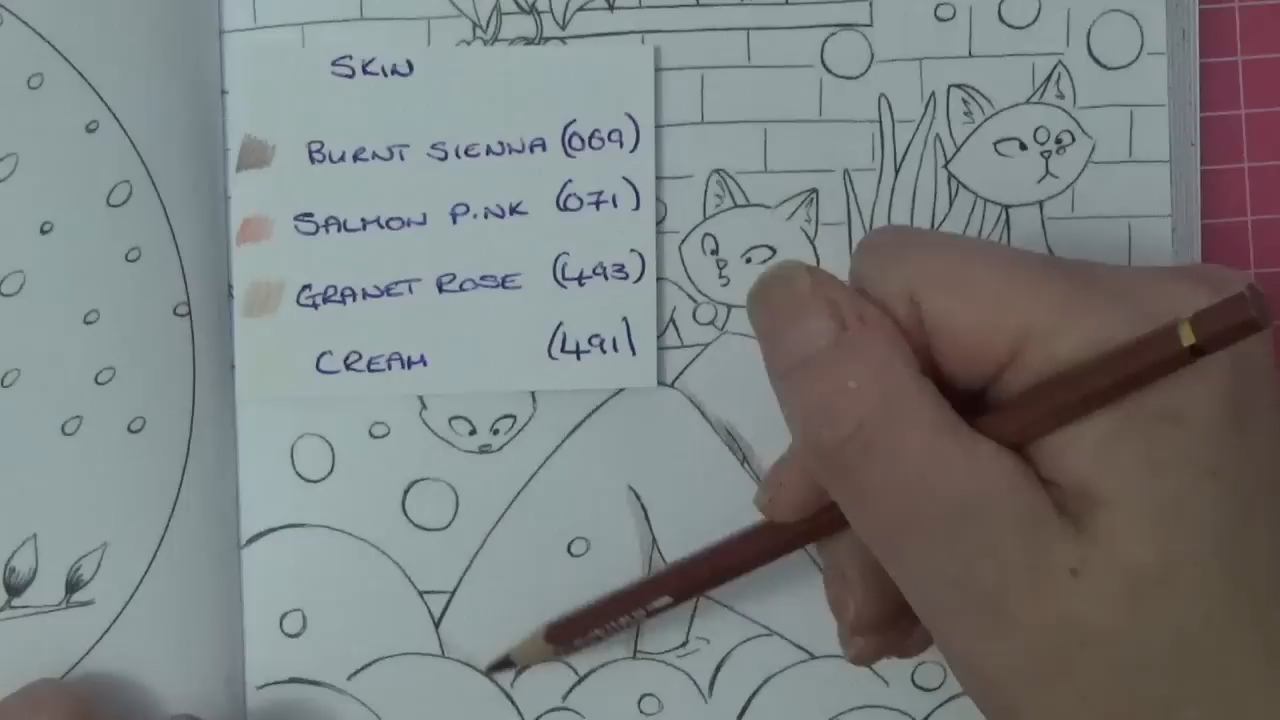 SKIN
BURNT SIENNA (069)
SALMON PINK (071)
GRANET ROSE (493)
CREAM (491)